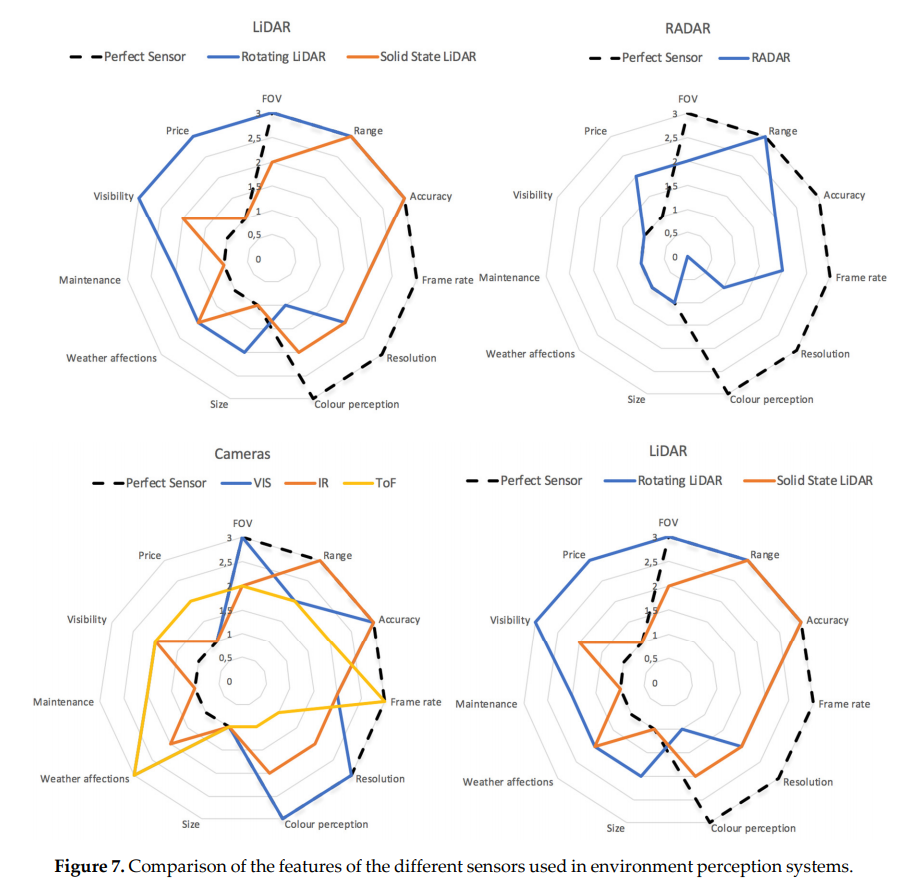 LiDAR
Perfect Sensor Rotating LiDAR Solid State LiDAR
FOV
3
2,5
2
1,5
1
0,5
0
Range
Accuracy
Frame rate
Resolution
Colour perception
Size
Weather affections
Maintenance
Visibility
Price
RADAR
Perfect Sensor RADAR
FOV
3
2,5
2
1,5
1
0,5
0
Range
Accuracy
Frame rate
Resolution
Colour perception
Size
Weather affections
Maintenance
Visibility
Price
Cameras
Perfect Sensor VIS IR ToF
FOV
3
2,5
2
1,5
1
0,5
0
Range
Accuracy
Frame rate
Resolution
Colour perception
Size
Weather affections
Maintenance
Visibility
Price
LiDAR
Perfect Sensor Rotating LiDAR Solid State LiDAR
FOV
3
2,5
2
1,5
1
0,5
0
Range
Accuracy
Frame rate
Resolution
Colour perception
Size
Weather affections
Maintenance
Visibility
Price
Figure 7. Comparison of the features of the different sensors used in environment perception systems.